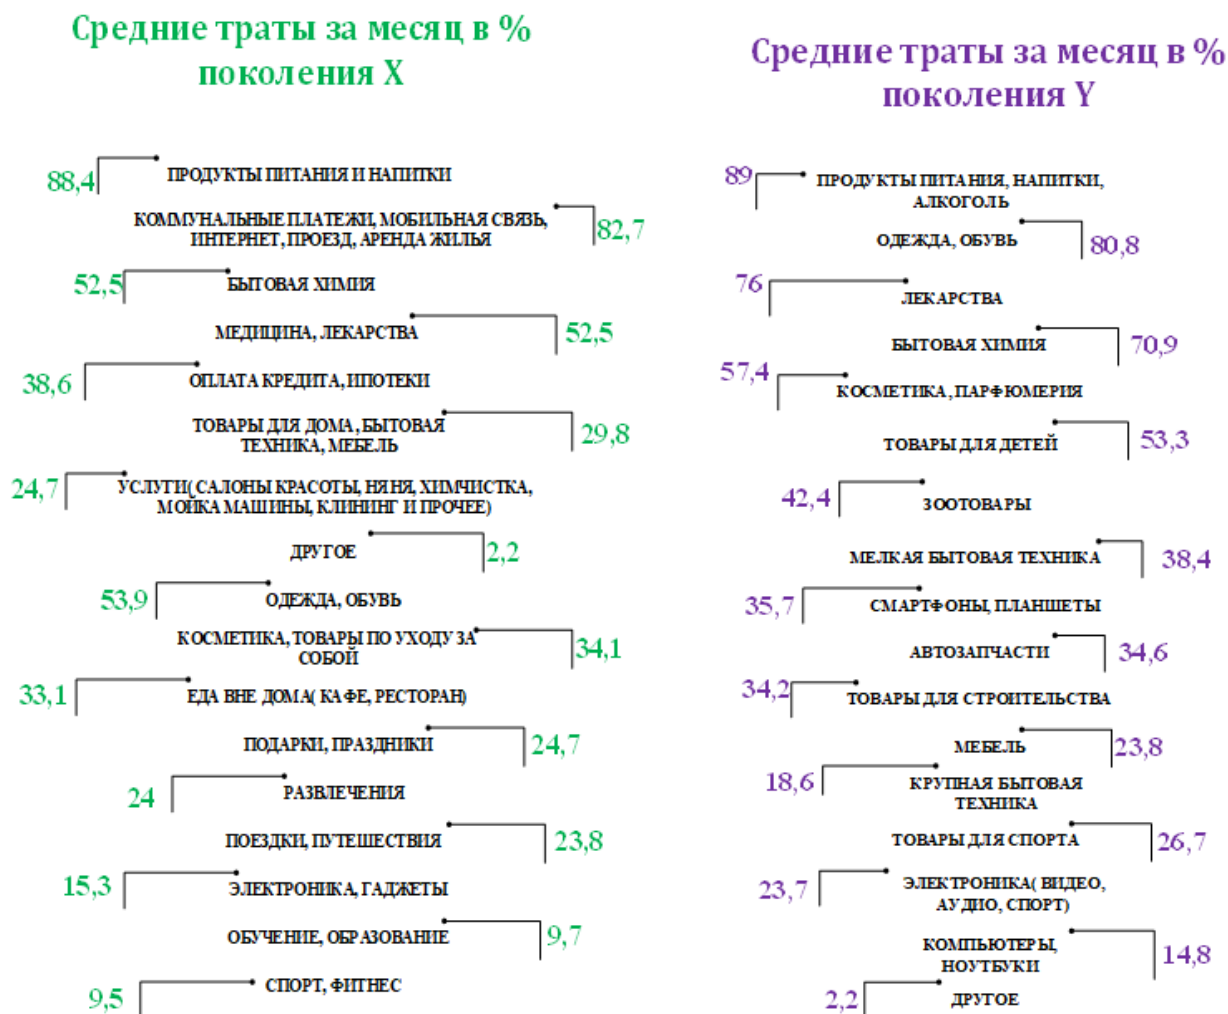 Средние траты за месяц в %
поколения X
88,4
ПРОДУКТЫ ПИТАНИЯ И НАПИТКИ
КОММУНАЛЬНЫЕ ПЛАТЕЖИ, МОБИЛЬНАЯ СВЯЗЬ,
ИНТЕРНЕТ, ПРОЕЗД, АРЕНДА ЖИЛЬЯ
82,7
52,5
БЫТОВАЯ ХИМИЯ
МЕДИЦИНА, ЛЕКАРСТВА
52,5
38,6
ОПЛАТА КРЕДИТА, ИПОТЕКИ
ТОВАРЫ ДЛЯ ДОМА, БЫТОВАЯ
ТЕХНИКА, МЕБЕЛЬ
29,8
24,7
УСЛУГИ( САЛОНЫ КРАСОТЫ, НЯНЯ, ХИМЧИСТКА,
МОЙКА МАШИНЫ, КЛИНИНГ И ПРОЧЕЕ)
ДРУГОЕ
2,2
53,9
ОДЕЖДА, ОБУВЬ
КОСМЕТИКА, ТОВАРЫ ПО УХОДУ ЗА
СОБОЙ
34,1
33,1
ЕДА ВНЕ ДОМА( КАФЕ, РЕСТОРАН)
ПОДАРКИ, ПРАЗДНИКИ
24,7
24
РАЗВЛЕЧЕНИЯ
ПОЕЗДКИ, ПУТЕШЕСТВИЯ
23,8
15,3
ЭЛЕКТРОНИКА, ГАДЖЕТЫ
ОБУЧЕНИЕ, ОБРАЗОВАНИЕ
9,7
9,5
СПОРТ, ФИТНЕС
Средние траты за месяц в %
поколения Y
89
ПРОДУКТЫ ПИТАНИЯ, НАПИТКИ,
АЛКОГОЛЬ
ОДЕЖДА, ОБУВЬ
80,8
76
ЛЕКАРСТВА
БЫТОВАЯ ХИМИЯ
70,9
57,4
КОСМЕТИКА, ПАРФЮМЕРИЯ
ТОВАРЫ ДЛЯ ДЕТЕЙ
53,3
42,4
ЗООТОВАРЫ
МЕЛКАЯ БЫТОВАЯ ТЕХНИКА
38,4
35,7
СМАРТФОНЫ, ПЛАНШЕТЫ
АВТОЗАПЧАСТИ
34,6
34,2
ТОВАРЫ ДЛЯ СТРОИТЕЛЬСТВА
МЕБЕЛЬ
23,8
18,6
КРУПНАЯ БЫТОВАЯ
ТЕХНИКА
ТОВАРЫ ДЛЯ СПОРТА
26,7
23,7
ЭЛЕКТРОНИКА( ВИДЕО,
АУДИО, СПОРТ)
КОМПЬЮТЕРЫ,
НОУТБУКИ
14,8
2,2
ДРУГОЕ